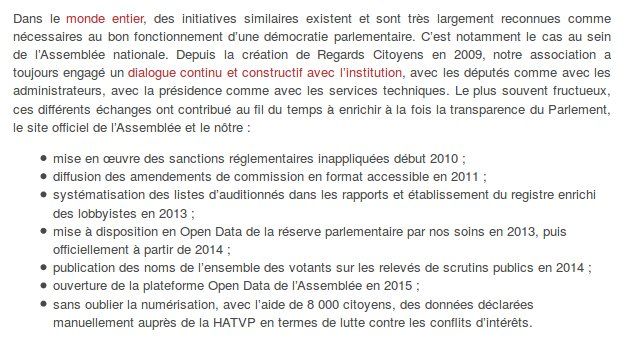 Dans le monde entier, des initiatives similaires existent et sont très largement reconnues comme
nécessaires au bon fonctionnement d’une démocratie parlementaire. C’est notamment le cas au sein
de l’Assemblée nationale. Depuis la création de Regards Citoyens en 2009, notre association a
toujours engagé un dialogue continu et constructif avec l’institution, avec les députés comme avec les
administrateurs, avec la présidence comme avec les services techniques. Le plus souvent fructueux,
ces différents échanges ont contribué au fil du temps à enrichir à la fois la transparence du Parlement,
le site officiel de l’Assemblée et le nôtre :
• mise en œuvre des sanctions réglementaires inappliquées début 2010 ;
• diffusion des amendements de commission en format accessible en 2011 ;
• systématisation des listes d’auditionnés dans les rapports et établissement du registre enrichi
des lobbyistes en 2013 ;
• mise à disposition en Open Data de la réserve parlementaire par nos soins en 2013, puis
officiellement à partir de 2014 ;
• publication des noms de l’ensemble des votants sur les relevés de scrutins publics en 2014 ;
• ouverture de la plateforme Open Data de l’Assemblée en 2015 ;
• sans oublier la numérisation, avec l’aide de 8 000 citoyens, des données déclarées
manuellement auprès de la HATVP en termes de lutte contre les conflits d’intérêts.